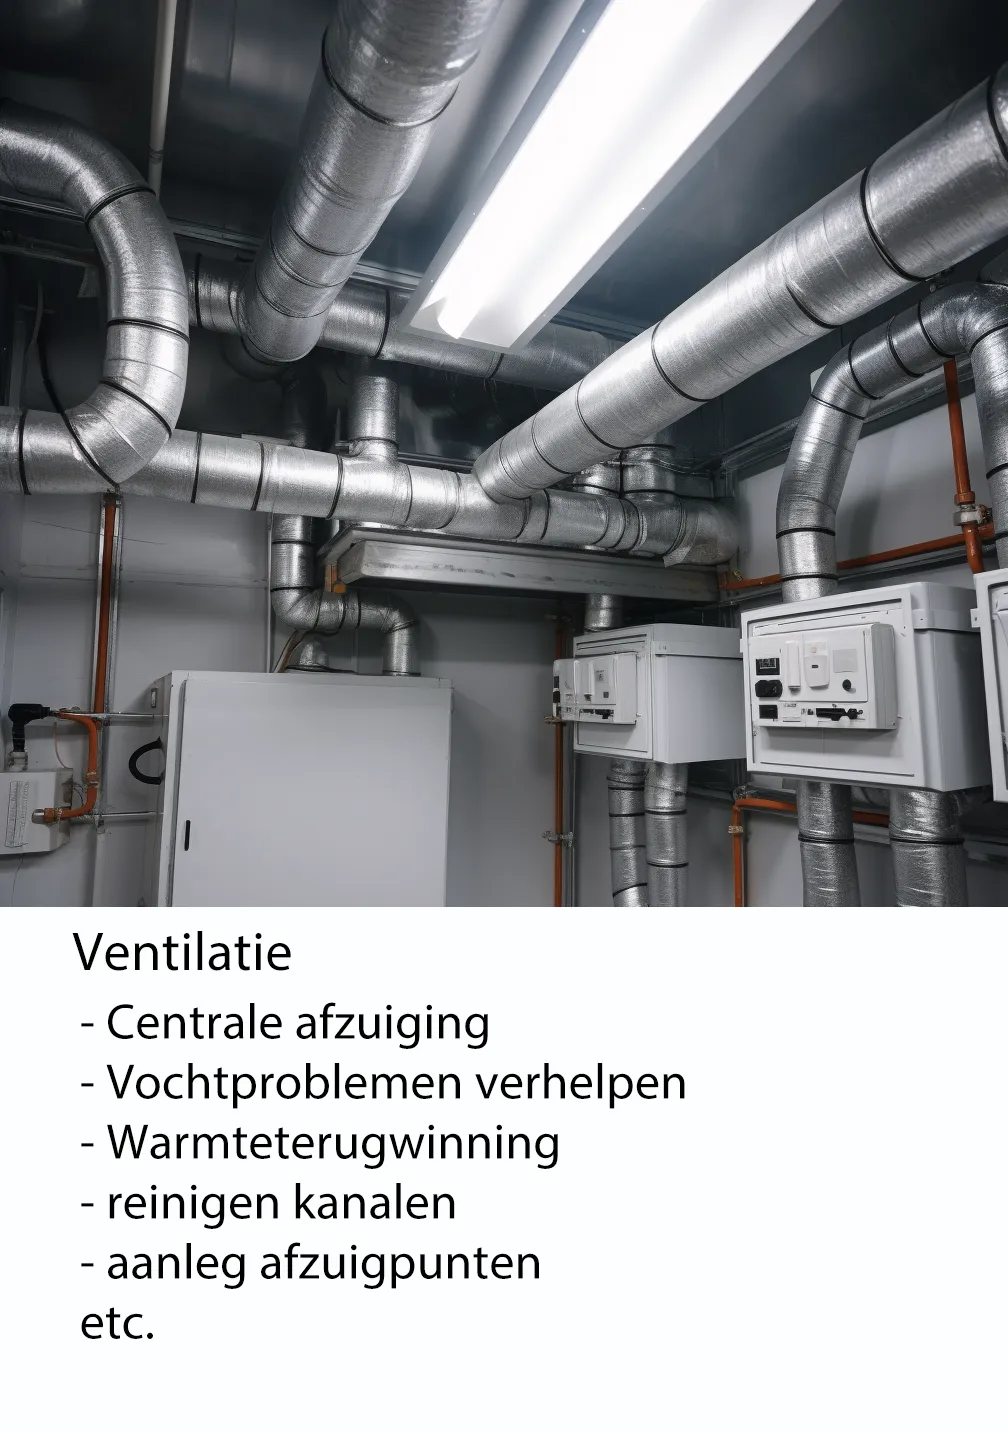 Ventilatie
- Centrale afzuiging
- Vochtproblemen verhelpen
- Warmteterugwinning
- reinigen kanalen
- aanleg afzuigpunten
etc.